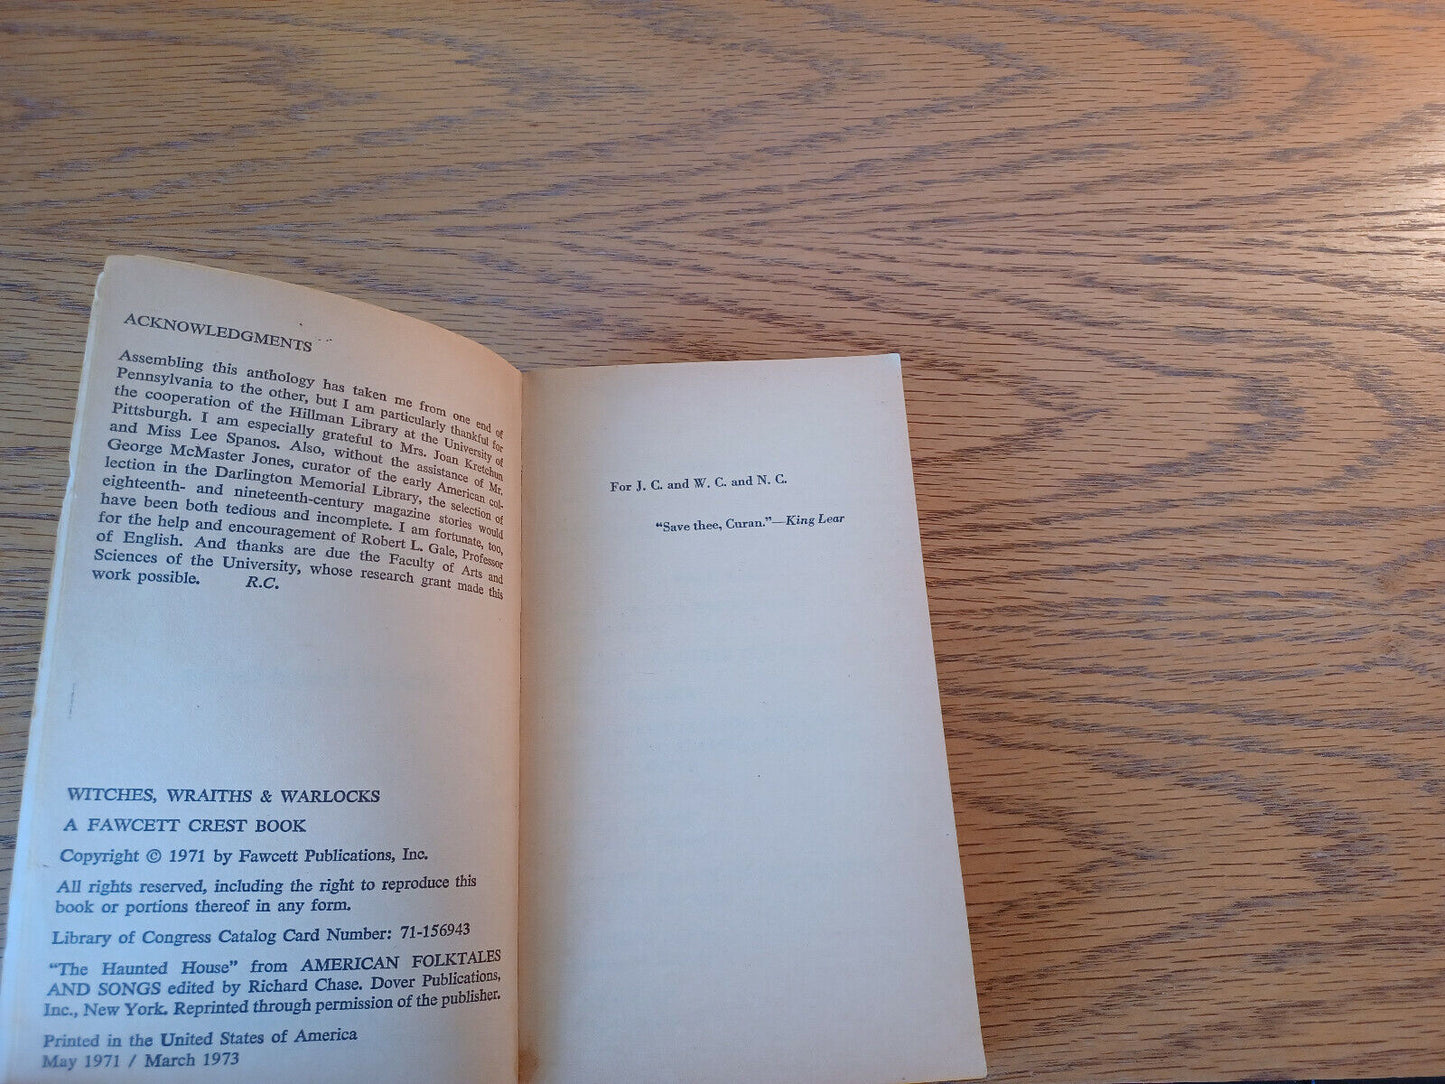 ACKNOWLEDGMENTS
Assembling this anthology has taken me from one end of
Pennsylvania to the other, but I am particularly thankful for
the cooperation of the Hillman Library at the University of
Pittsburgh. I am especially grateful to Mrs. Joan Kretchun
and Miss Lee Spanos. Also, without the assistance of Mr.
George McMaster Jones, curator of the early American col-
lection in the Darlington Memorial Library, the selection of
eighteenth- and nineteenth-century magazine stories would
have been both tedious and incomplete. I am fortunate, too,
for the help and encouragement of Robert L. Gale, Professor
of English. And thanks are due the Faculty of Arts and
Sciences of the University, whose research grant made this
work possible. R.C.
WITCHES, WRAITHS & WARLOCKS
A FAWCETT CREST BOOK
Copyright © 1971 by Fawcett Publications, Inc.
All rights reserved, including the right to reproduce this
book or portions thereof in any form.
Library of Congress Catalog Card Number: 71-156943
"The Haunted House" from AMERICAN FOLKTALES
AND SONGS edited by Richard Chase. Dover Publications,
Inc., New York. Reprinted through permission of the publisher.
Printed in the United States of America
May 1971 / March 1973
For J. C. and W. C. and N. C.
"Save thee, Curan."—King Lear